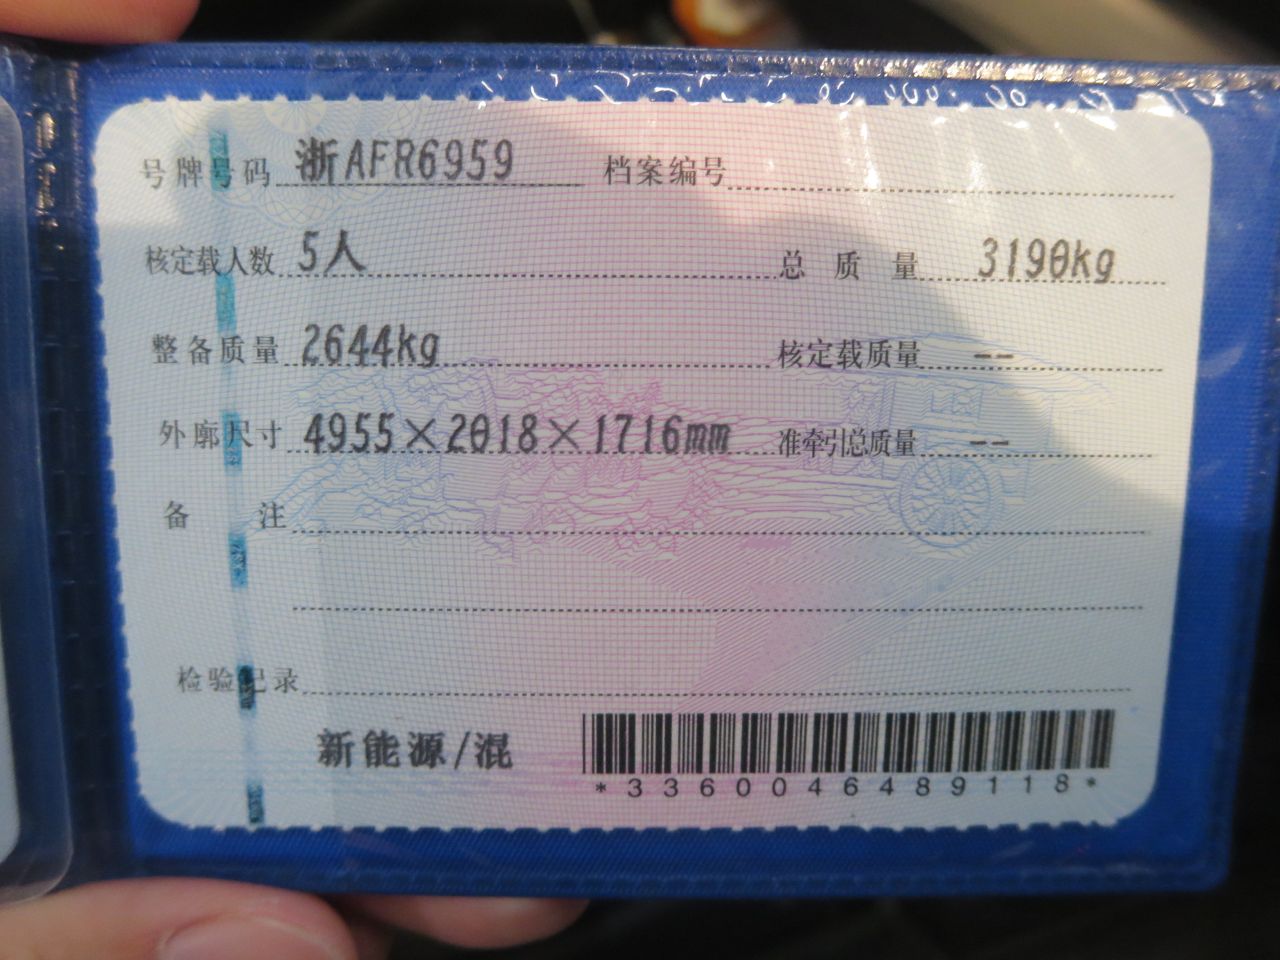 号牌号码 浙AFR6959 档案编号
核定载人数 5人 总质量 3190kg
整备质量 2644kg 核定载质量 --
外廓尺寸 4955×2018×1716mm 准牵引总质量 --
备注
检验记录
新能源/混
*3360046489118*